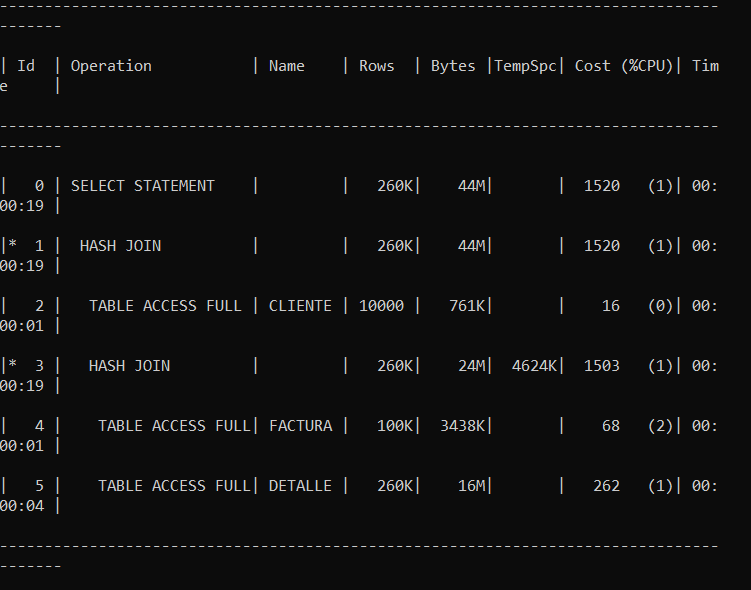 --------------------------------------------------------------------------------
-------
| Id  | Operation           | Name    | Rows  | Bytes |TempSpc| Cost (%CPU)| Tim
e     |
--------------------------------------------------------------------------------
-------
|   0 | SELECT STATEMENT    |         |   260K|    44M|       |  1520   (1)| 00:
00:19 |
|*  1 |  HASH JOIN          |         |   260K|    44M|       |  1520   (1)| 00:
00:19 |
|   2 |   TABLE ACCESS FULL | CLIENTE | 10000 |   761K|       |    16   (0)| 00:
00:01 |
|*  3 |   HASH JOIN         |         |   260K|    24M|  4624K|  1503   (1)| 00:
00:19 |
|   4 |    TABLE ACCESS FULL| FACTURA |   100K|  3438K|       |    68   (2)| 00:
00:01 |
|   5 |    TABLE ACCESS FULL| DETALLE |   260K|    16M|       |   262   (1)| 00:
00:04 |
--------------------------------------------------------------------------------
-------